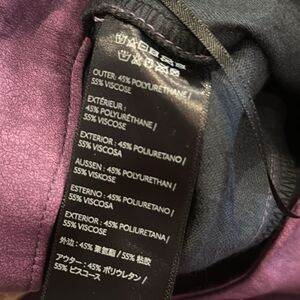 OUTER: 45% POLYURETHANE /
55% VISCOSE
EXTÉRIEUR :
45% POLYURÉTHANE /
55% VISCOSE
EXTERIOR: 45% POLIURETANO /
55% VISCOSA
AUSSEN : 45% POLYURETHAN /
55% VISKOSE
ESTERNO : 45% POLIURETANO /
55% VISCOSA
EXTERIOR: 45% POLIURETANA /
55% VISCOSE
外边 : 45% 聚氨酯 / 55% 粘胶
アウター : 45% ポリウレタン /
55% ビスコース